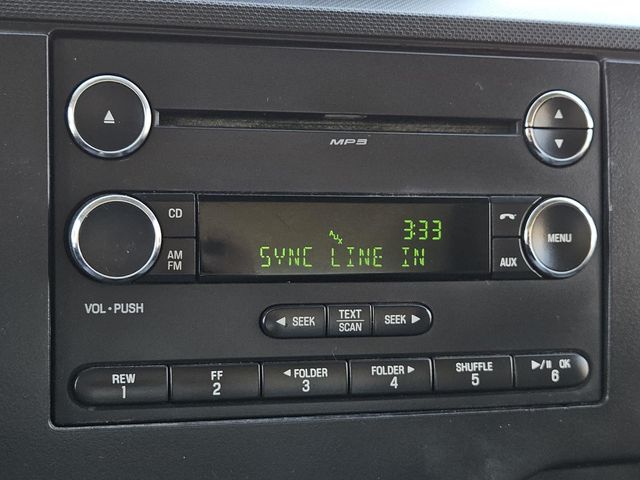 MP3
CD
AM
FM
AUX 3:33
SYNC LINE IN
MENU
AUX
VOL•PUSH
◄ SEEK
TEXT
SCAN
SEEK ►
REW
1
FF
2
◄ FOLDER
3
FOLDER ►
4
SHUFFLE
5
►/II OK
6